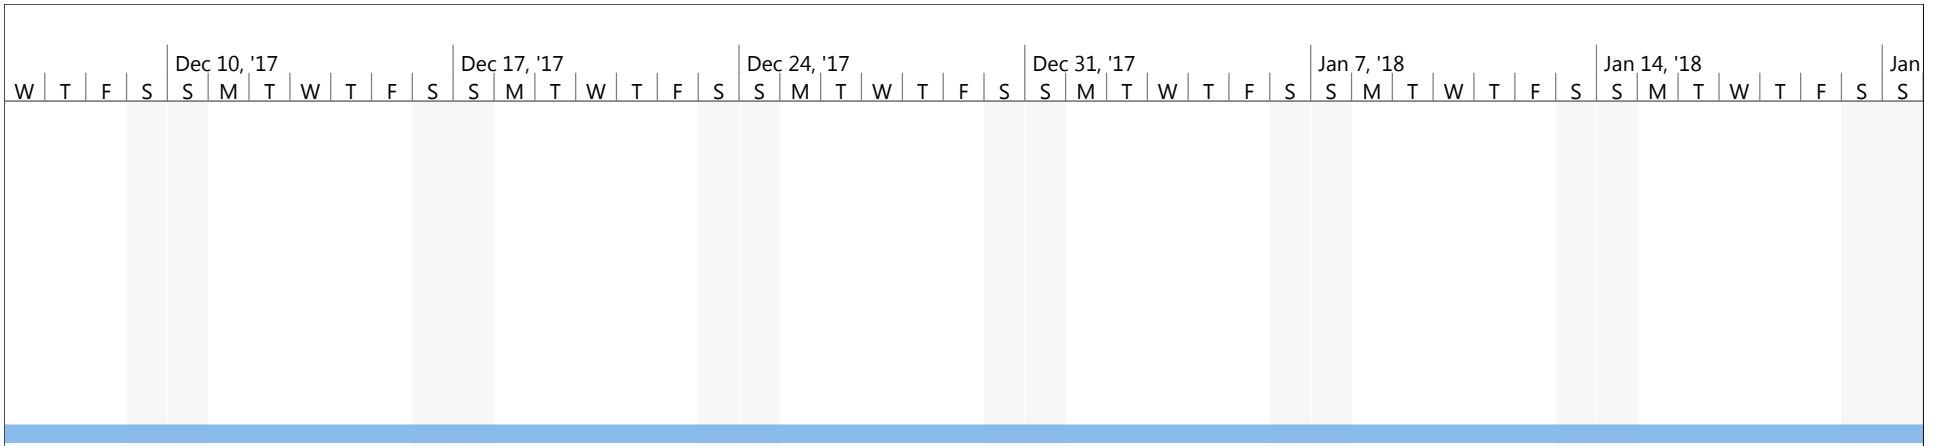 Dec 10, '17 Dec 17, '17 Dec 24, '17 Dec 31, '17 Jan 7, '18 Jan 14, '18 Jan
W T F S S M T W T F S S M T W T F S S M T W T F S S M T W T F S S M T W T F S S M T W T F S S